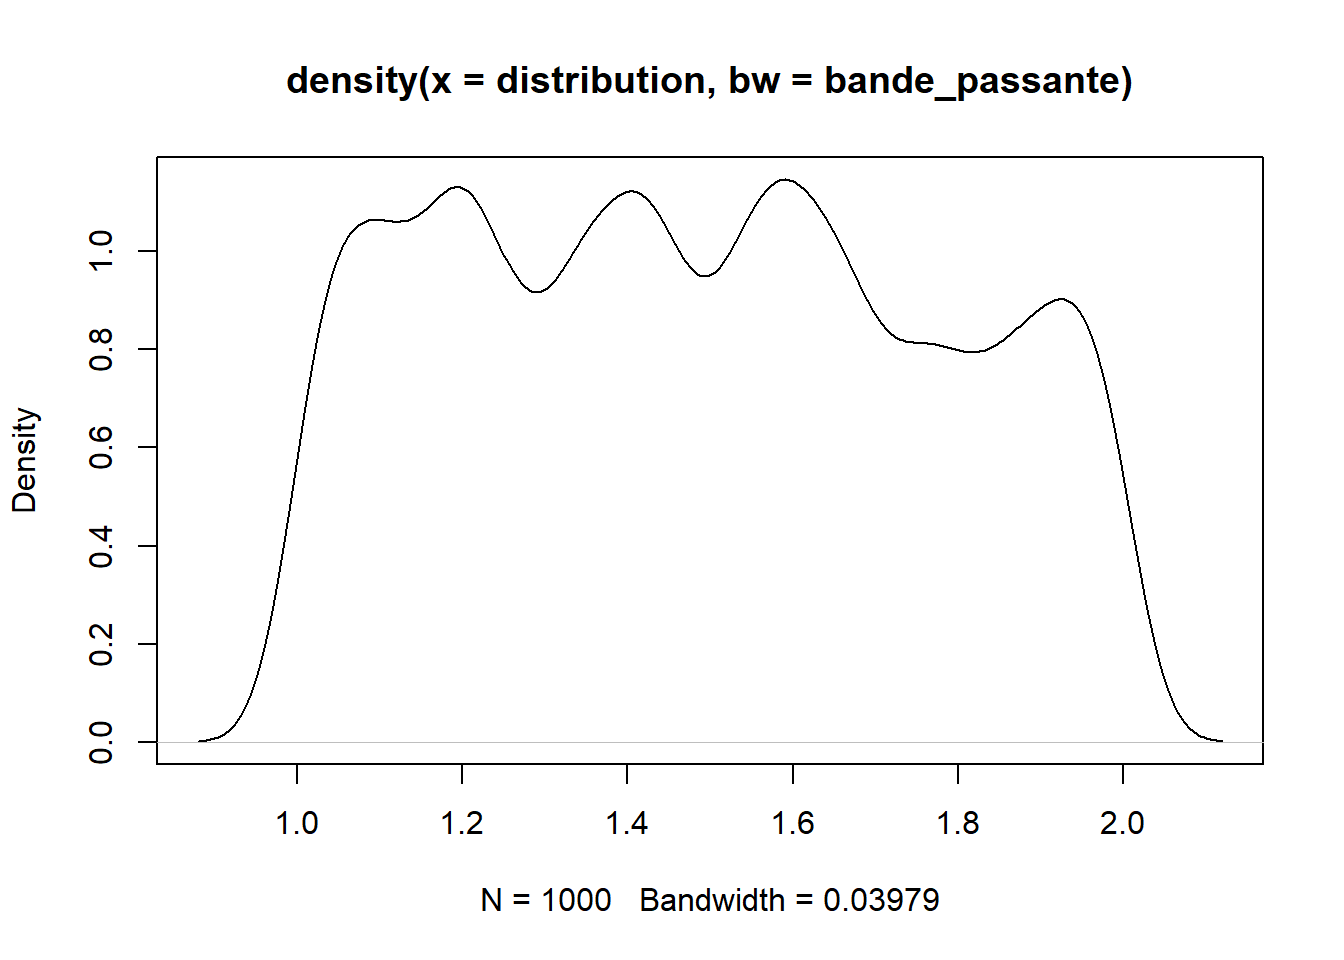 density(x = distribution, bw = bande_passante)
Density
0.0 0.2 0.4 0.6 0.8 1.0
1.0 1.2 1.4 1.6 1.8 2.0
N = 1000 Bandwidth = 0.03979